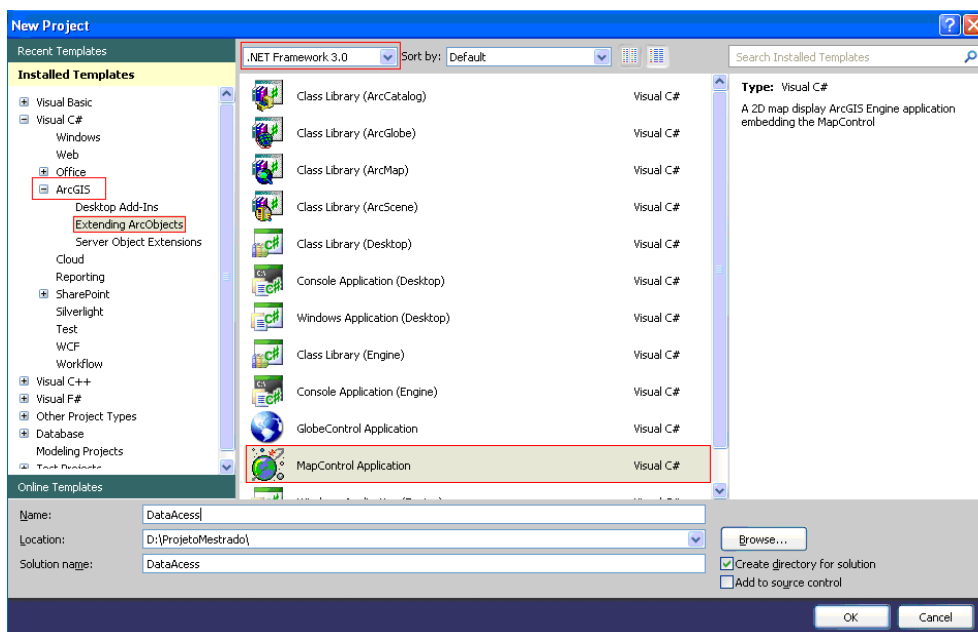 New Project
Recent Templates
.NET Framework 3.0 Sort by: Default
Search Installed Templates
Installed Templates
Visual Basic
Visual C#
Windows
Web
Office
ArcGIS
Desktop Add-Ins
Extending ArcObjects
Server Object Extensions
Cloud
Reporting
SharePoint
Silverlight
Test
WCF
Workflow
Visual C++
Visual F#
Other Project Types
Database
Modeling Projects
Test Projects
Online Templates
Class Library (ArcCatalog) Visual C#
Class Library (ArcGlobe) Visual C#
Class Library (ArcMap) Visual C#
Class Library (ArcScene) Visual C#
Class Library (Desktop) Visual C#
Console Application (Desktop) Visual C#
Windows Application (Desktop) Visual C#
Class Library (Engine) Visual C#
Console Application (Engine) Visual C#
GlobeControl Application Visual C#
MapControl Application Visual C#
Type: Visual C#
A 2D map display ArcGIS Engine application
embedding the MapControl
Name: DataAcess
Location: D:\ProjetoMestrado\ Browse...
Solution name: DataAcess
Create directory for solution
Add to source control
OK Cancel